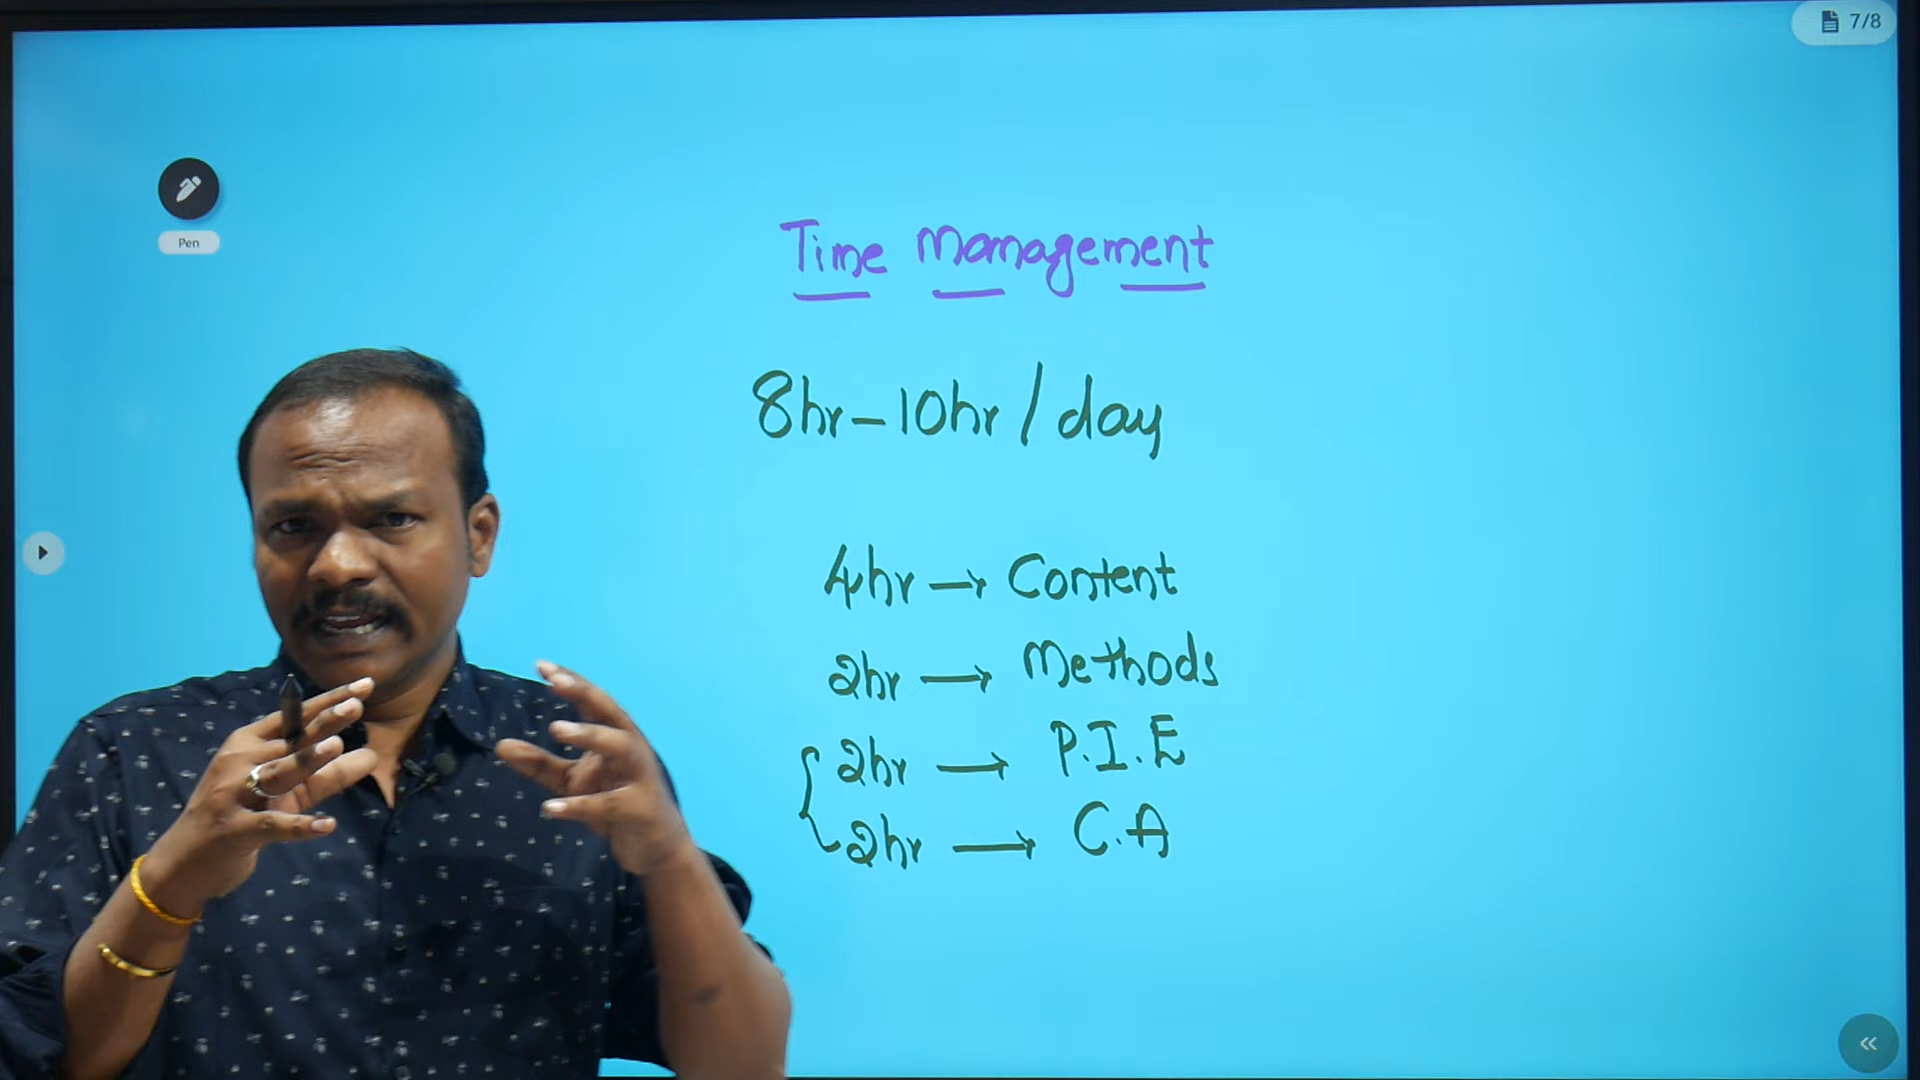 7/8
Pen
Time Management
8hr-10hr/day
4hr → Content
2hr → Methods
2hr → P.I.E
2hr → C.A